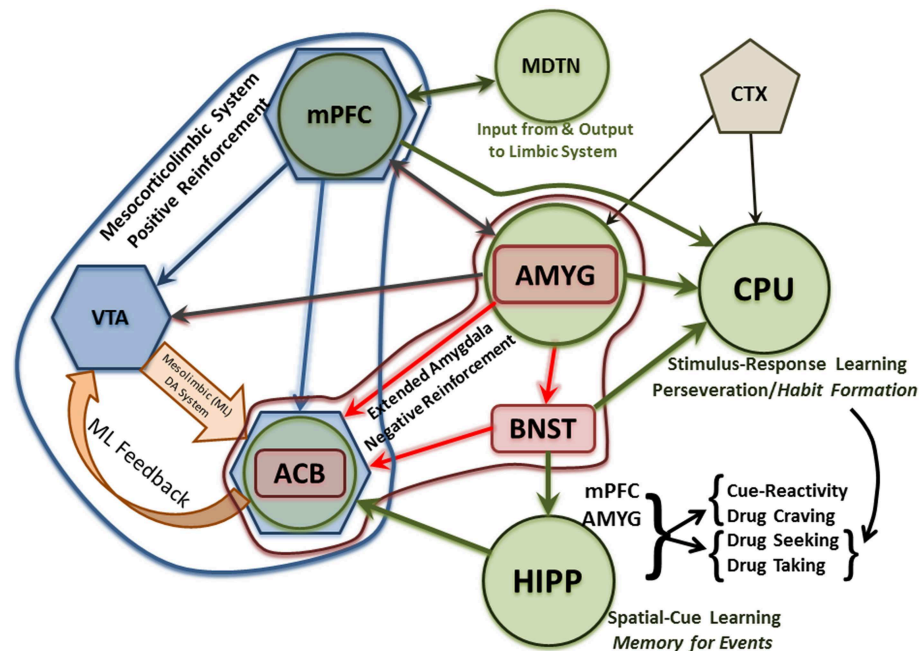 Mesocorticolimbic System
Positive Reinforcement
mPFC
MDTN
Input from & Output
to Limbic System
CTX
AMYG
CPU
VTA
Mesolimbic (ML)
DA System
ML Feedback
Extended Amygdala
Negative Reinforcement
Stimulus-Response Learning
Perseveration/Habit Formation
BNST
ACB
mPFC
AMYG
Cue-Reactivity
Drug Craving
Drug Seeking
Drug Taking
HIPP
Spatial-Cue Learning
Memory for Events